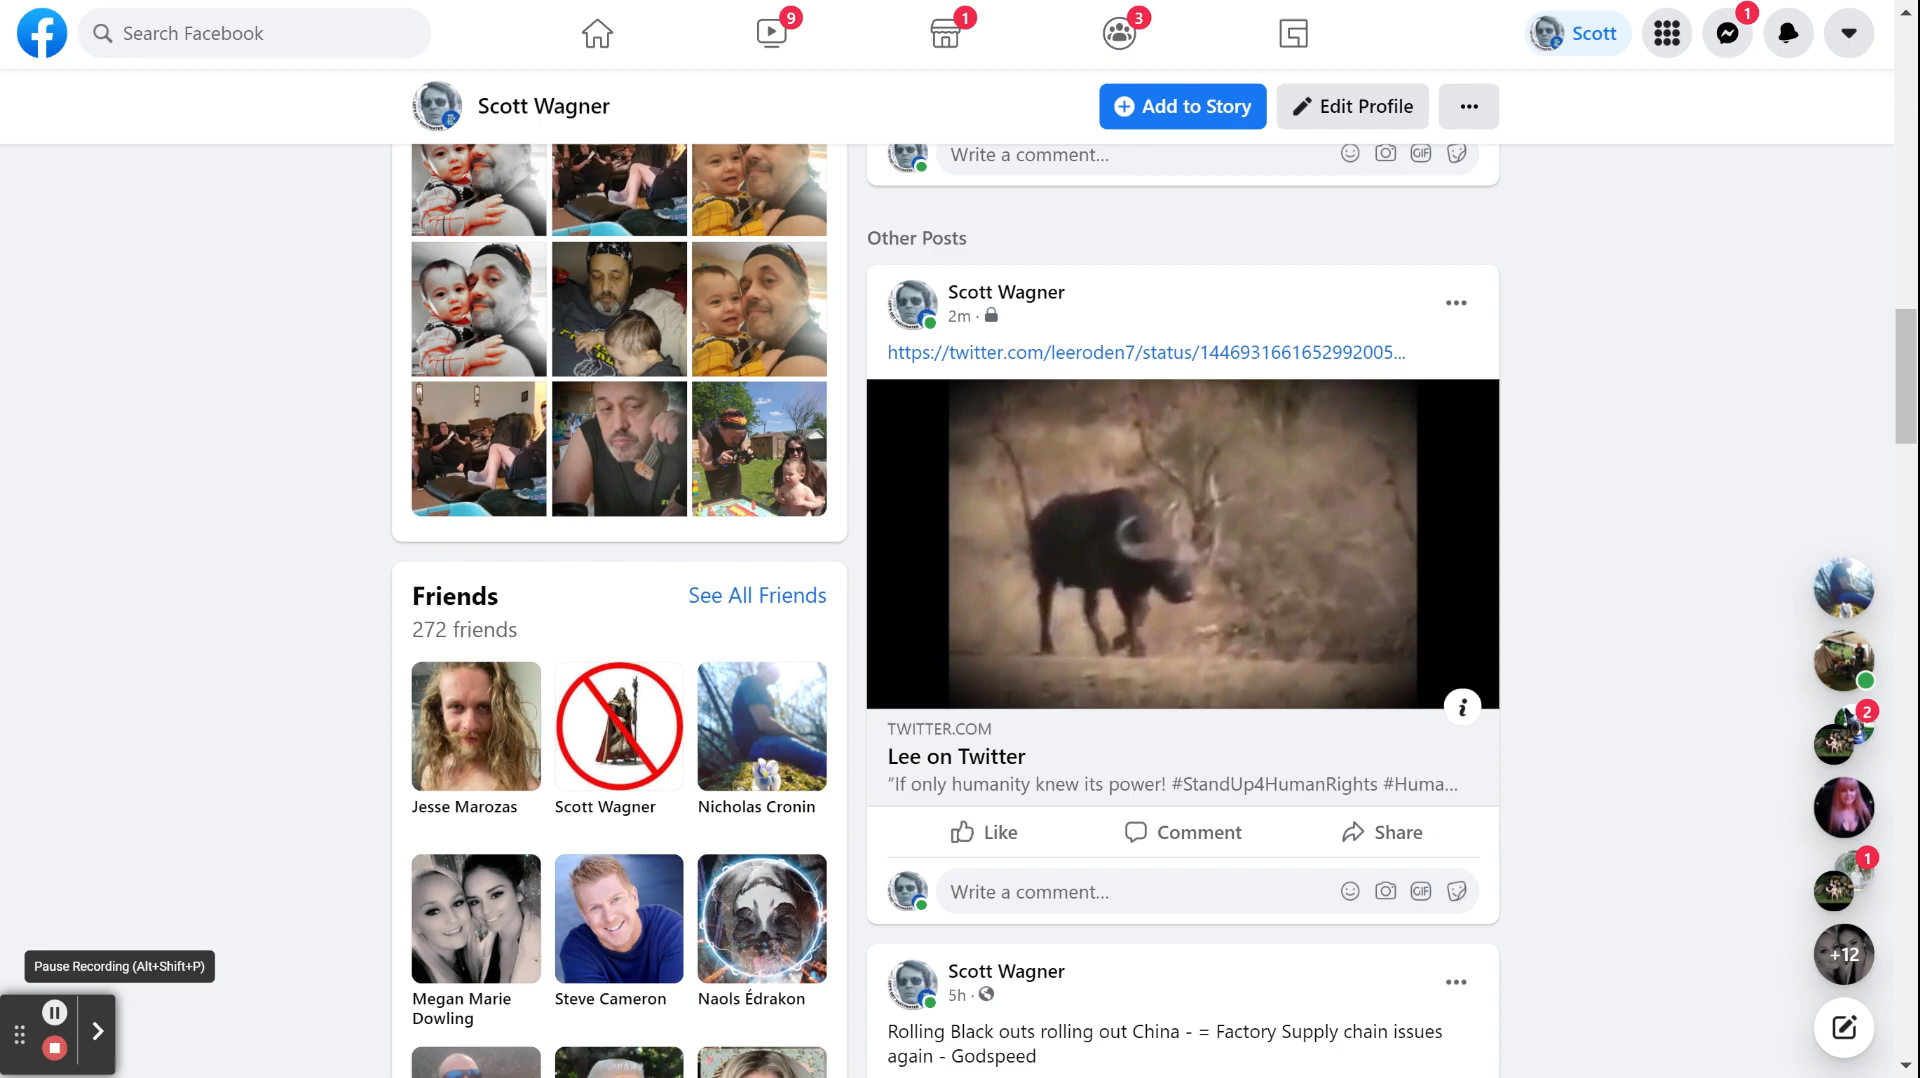 Search Facebook
9
1
3
Scott
1
Scott Wagner
Add to Story
Edit Profile
Write a comment...
GIF
Other Posts
Scott Wagner
2m ·
https://twitter.com/leeroden7/status/1446931661652992005...
TWITTER.COM
Lee on Twitter
“If only humanity knew its power! #StandUp4HumanRights #Huma...
Like
Comment
Share
Write a comment...
GIF
Scott Wagner
5h ·
Rolling Black outs rolling out China - = Factory Supply chain issues
again - Godspeed
Friends
See All Friends
272 friends
Jesse Marozas
Scott Wagner
Nicholas Cronin
Megan Marie
Dowling
Steve Cameron
Naols Édrakon
2
1
+12
Pause Recording (Alt+Shift+P)